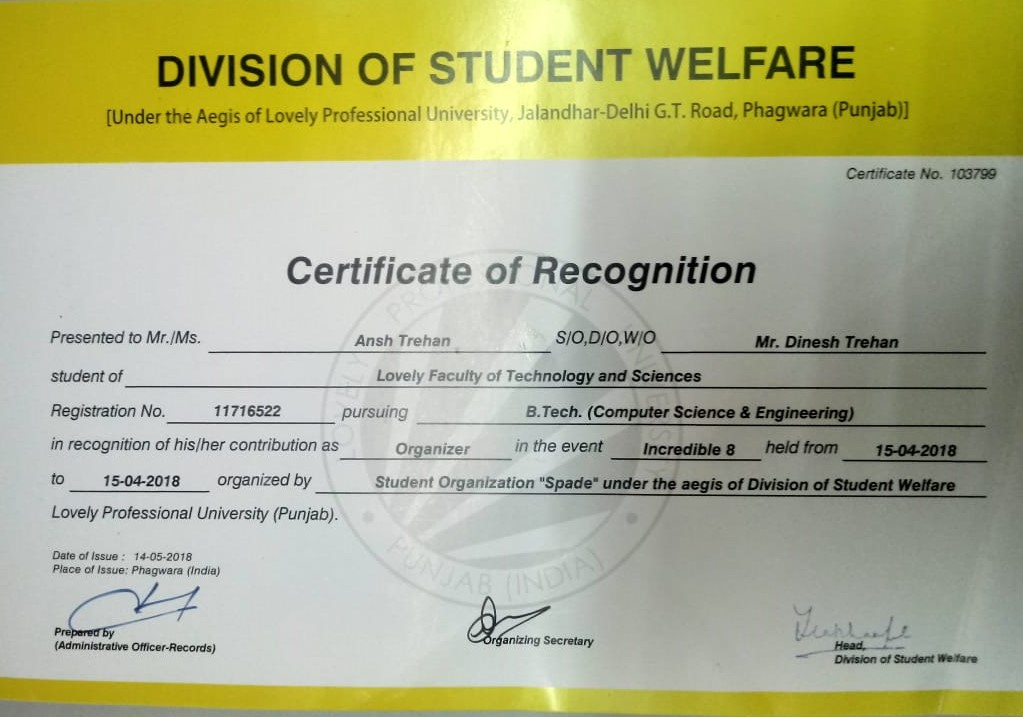 DIVISION OF STUDENT WELFARE
[Under the Aegis of Lovely Professional University, Jalandhar-Delhi G.T. Road, Phagwara (Punjab)]
Certificate No. 103799
Certificate of Recognition
Presented to Mr./Ms. Ansh Trehan S/O,D/O,W/O Mr. Dinesh Trehan
student of Lovely Faculty of Technology and Sciences
Registration No. 11716522 pursuing B.Tech. (Computer Science & Engineering)
in recognition of his/her contribution as Organizer in the event Incredible 8 held from 15-04-2018
to 15-04-2018 organized by Student Organization "Spade" under the aegis of Division of Student Welfare
Lovely Professional University (Punjab).
LOVELY PROFESSIONAL UNIVERSITY
PUNJAB (INDIA)
Date of Issue : 14-05-2018
Place of Issue: Phagwara (India)
Prepared by
(Administrative Officer-Records)
Organizing Secretary
Head,
Division of Student Welfare